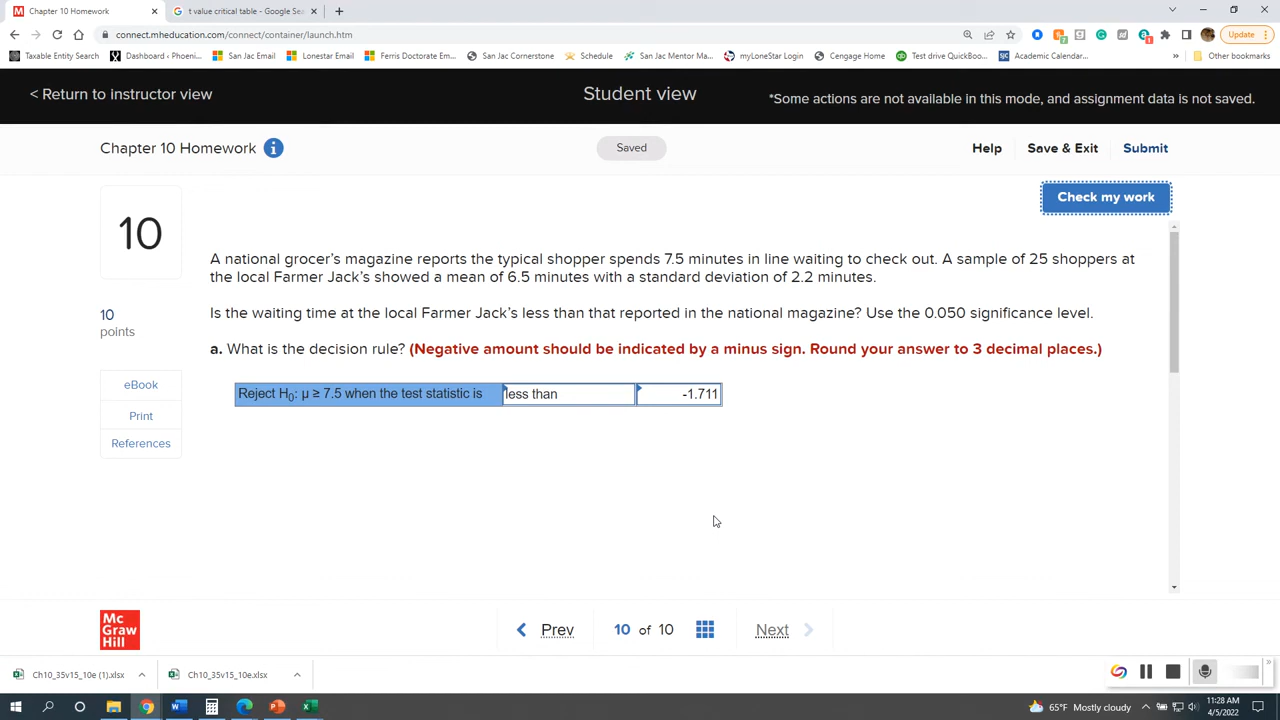 Chapter 10 Homework
t value critical table - Google Sea
connect.mheducation.com/connect/container/launch.htm
Update
Taxable Entity Search
Dashboard ‹ Phoeni...
San Jac Email
Lonestar Email
Ferris Doctorate Em...
San Jac Cornerstone
Schedule
San Jac Mentor Ma...
myLoneStar Login
Cengage Home
Test drive QuickBoo...
Academic Calendar...
»
Other bookmarks
< Return to instructor view
Student view
*Some actions are not available in this mode, and assignment data is not saved.
Chapter 10 Homework
Saved
Help
Save & Exit
Submit
Check my work
10
10
points
eBook
Print
References
A national grocer's magazine reports the typical shopper spends 7.5 minutes in line waiting to check out. A sample of 25 shoppers at
the local Farmer Jack's showed a mean of 6.5 minutes with a standard deviation of 2.2 minutes.
Is the waiting time at the local Farmer Jack's less than that reported in the national magazine? Use the 0.050 significance level.
a. What is the decision rule? (Negative amount should be indicated by a minus sign. Round your answer to 3 decimal places.)
Reject H0: μ ≥ 7.5 when the test statistic is less than -1.711
Mc
Graw
Hill
Prev
10 of 10
Next
Ch10_35v15_10e (1).xlsx
Ch10_35v15_10e.xlsx
65°F Mostly cloudy
11:28 AM
4/5/2022